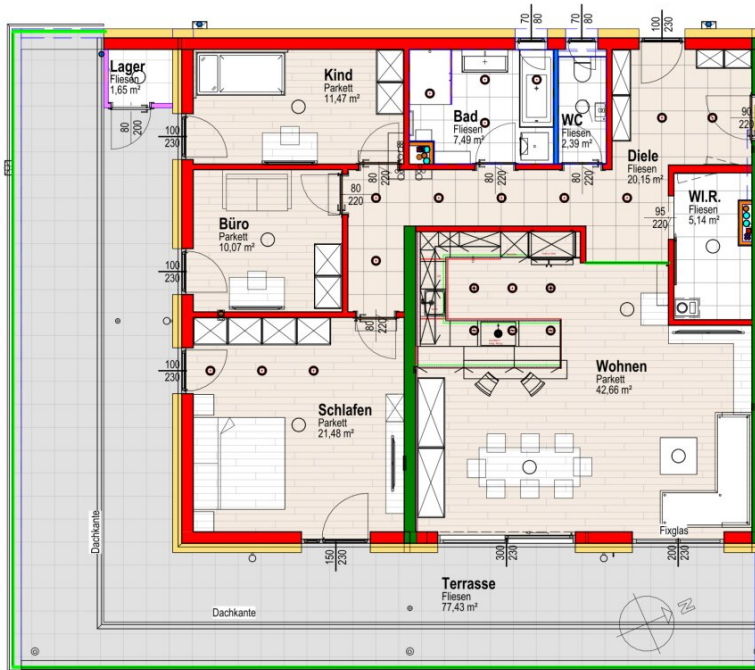 70
80
70
80
100
230
Lager
Fliesen
1,65 m²
Kind
Parkett
11,47 m²
Bad
Fliesen
7,49 m²
WC
Fliesen
2,39 m²
Diele
Fliesen
20,15 m²
90
220
80
200
100
230
80
220
80
220
80
220
80
220
WI.R.
Fliesen
5,14 m²
95
220
Büro
Parkett
10,07 m²
100
230
80
220
100
230
Schlafen
Parkett
21,48 m²
Wohnen
Parkett
42,66 m²
Fixglas
150
230
300
230
200
230
Dachkante
Dachkante
Terrasse
Fliesen
77,43 m²
N